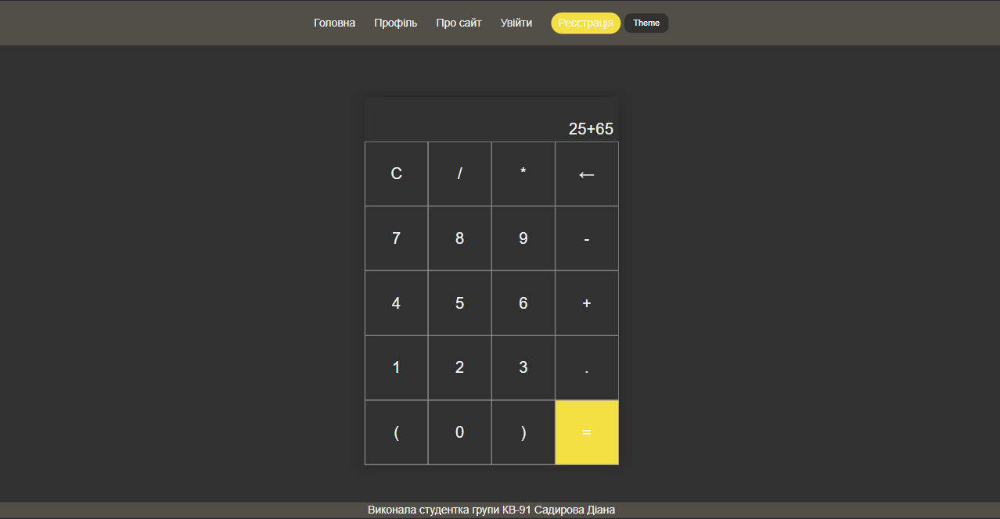 Головна Профіль Про сайт Увійти Реєстрація Theme
25+65
C / * ←
7 8 9 -
4 5 6 +
1 2 3 .
( 0 ) =
Виконала студентка групи КВ-91 Садирова Діана